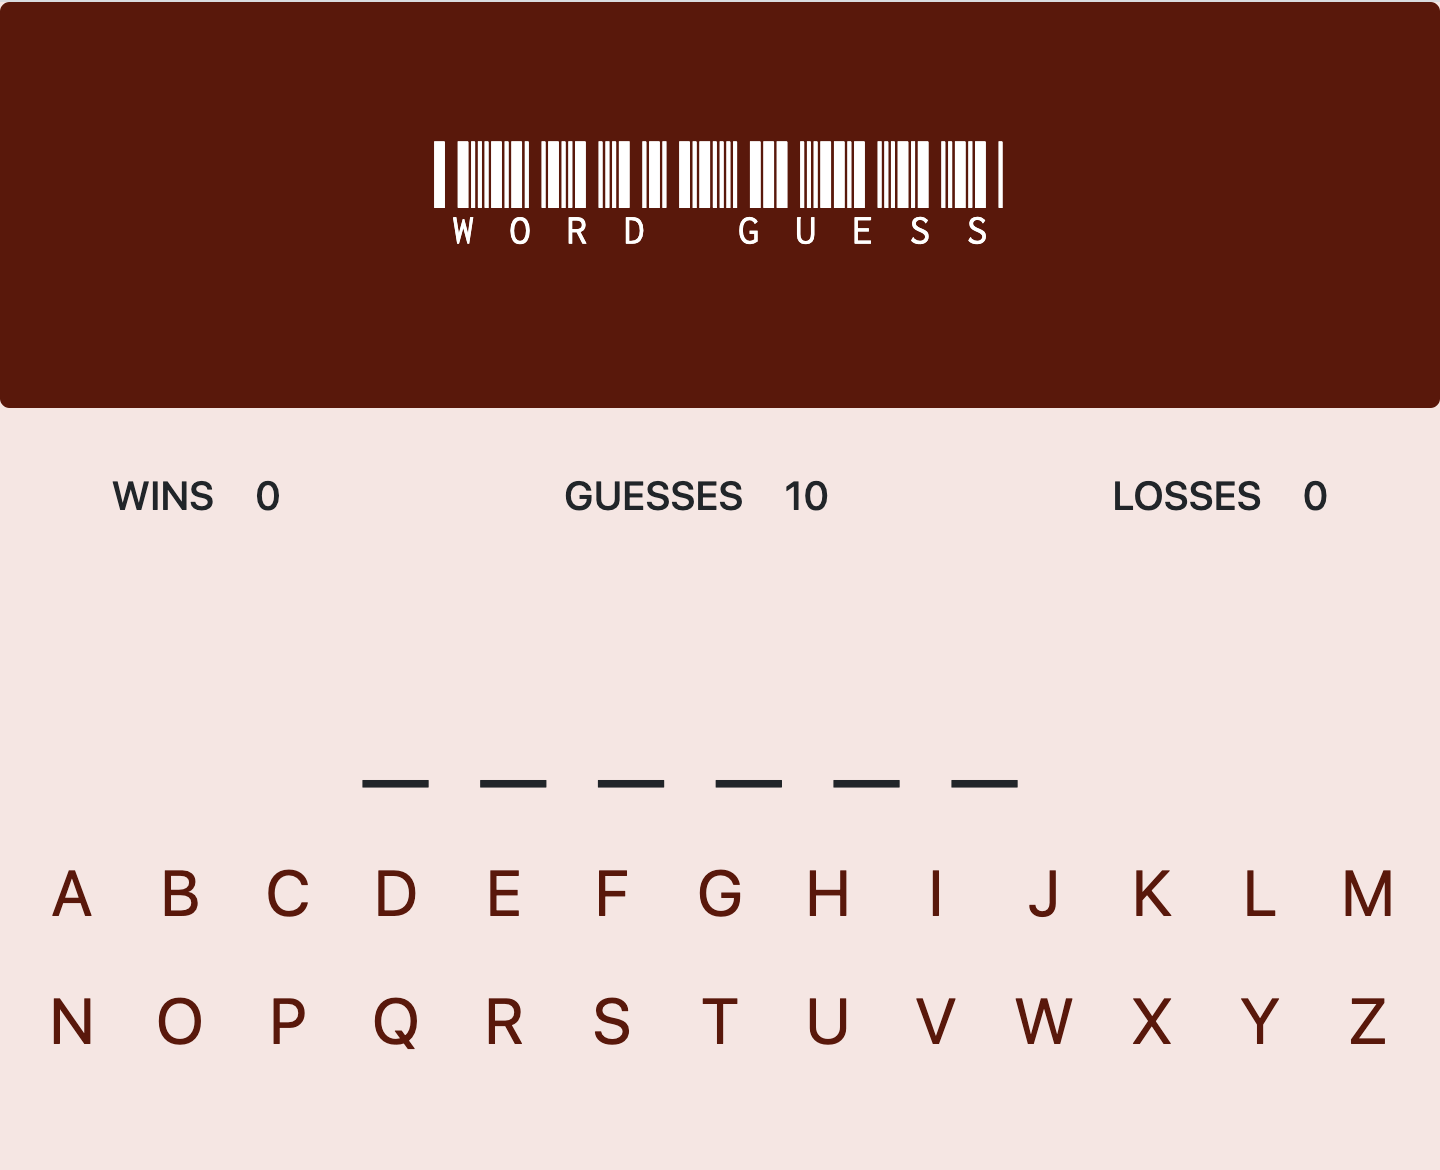 WORD GUESS
WINS 0 GUESSES 10 LOSSES 0
_ _ _ _ _ _
A B C D E F G H I J K L M
N O P Q R S T U V W X Y Z